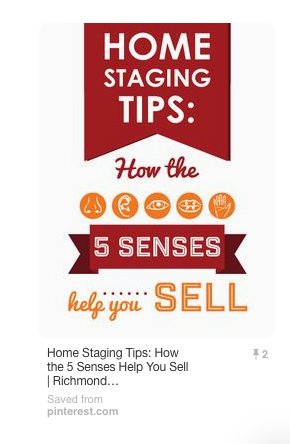 HOME
STAGING
TIPS:
How the
5 SENSES
help you SELL
Home Staging Tips: How
the 5 Senses Help You Sell
| Richmond…
2
Saved from
pinterest.com